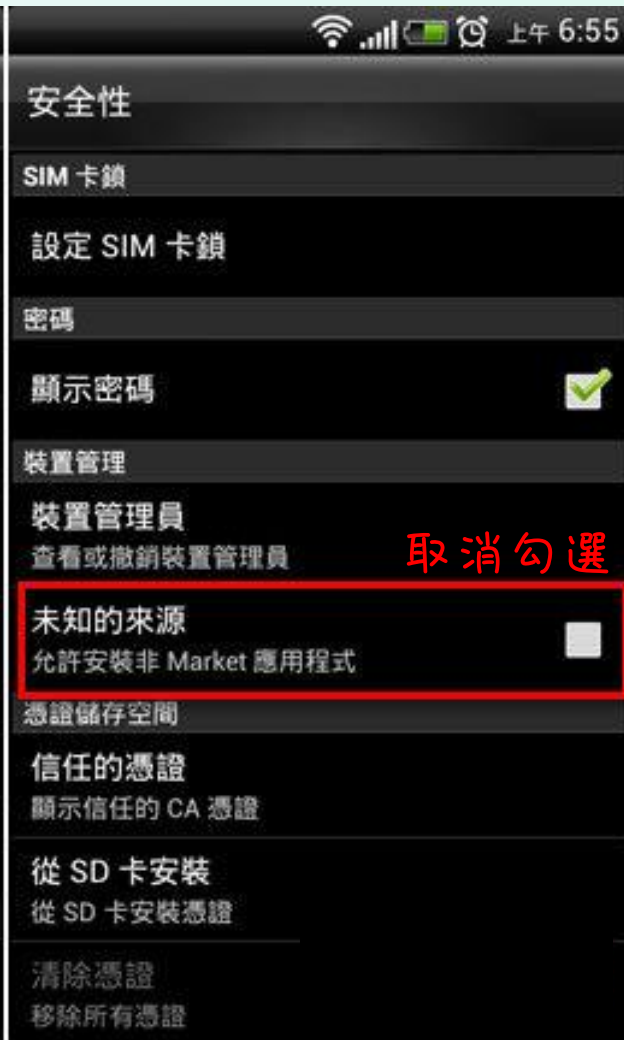 上午 6:55
安全性
SIM 卡鎖
設定 SIM 卡鎖
密碼
顯示密碼
裝置管理
裝置管理員
查看或撤銷裝置管理員
取消勾選
未知的來源
允許安裝非 Market 應用程式
憑證儲存空間
信任的憑證
顯示信任的 CA 憑證
從 SD 卡安裝
從 SD 卡安裝憑證
清除憑證
移除所有憑證